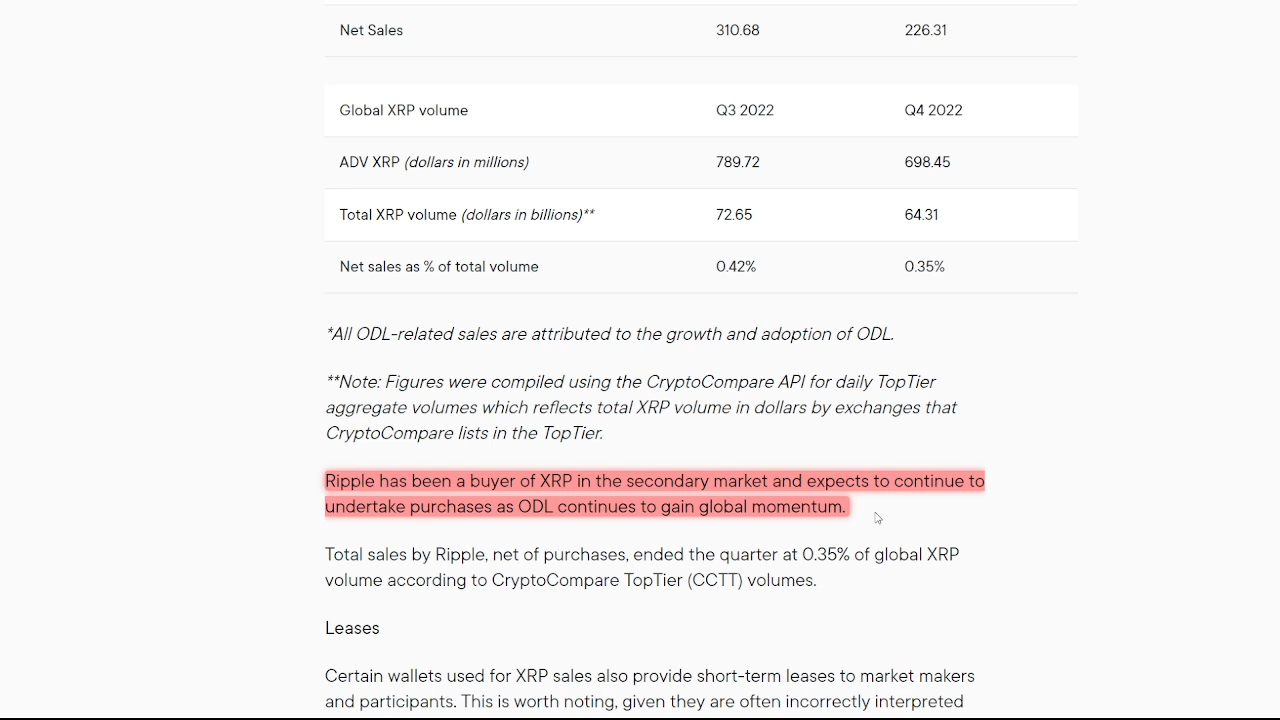 Net Sales 310.68 226.31
Global XRP volume Q3 2022 Q4 2022
ADV XRP (dollars in millions) 789.72 698.45
Total XRP volume (dollars in billions)** 72.65 64.31
Net sales as % of total volume 0.42% 0.35%
*All ODL-related sales are attributed to the growth and adoption of ODL.
**Note: Figures were compiled using the CryptoCompare API for daily TopTier
aggregate volumes which reflects total XRP volume in dollars by exchanges that
CryptoCompare lists in the TopTier.
Ripple has been a buyer of XRP in the secondary market and expects to continue to
undertake purchases as ODL continues to gain global momentum.
Total sales by Ripple, net of purchases, ended the quarter at 0.35% of global XRP
volume according to CryptoCompare TopTier (CCTT) volumes.
Leases
Certain wallets used for XRP sales also provide short-term leases to market makers
and participants. This is worth noting, given they are often incorrectly interpreted